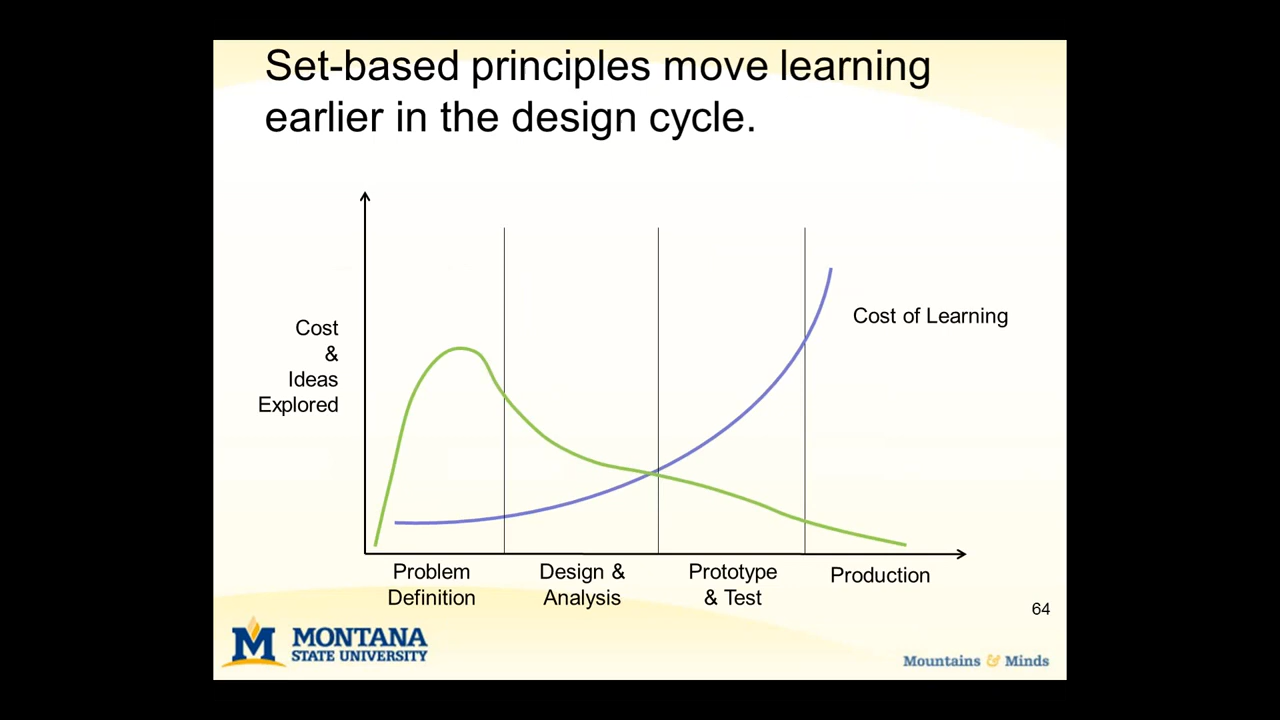 Set-based principles move learning
earlier in the design cycle.
Cost
&
Ideas
Explored
Cost of Learning
Problem
Definition
Design &
Analysis
Prototype
& Test
Production
64
M MONTANA
STATE UNIVERSITY
Mountains & Minds